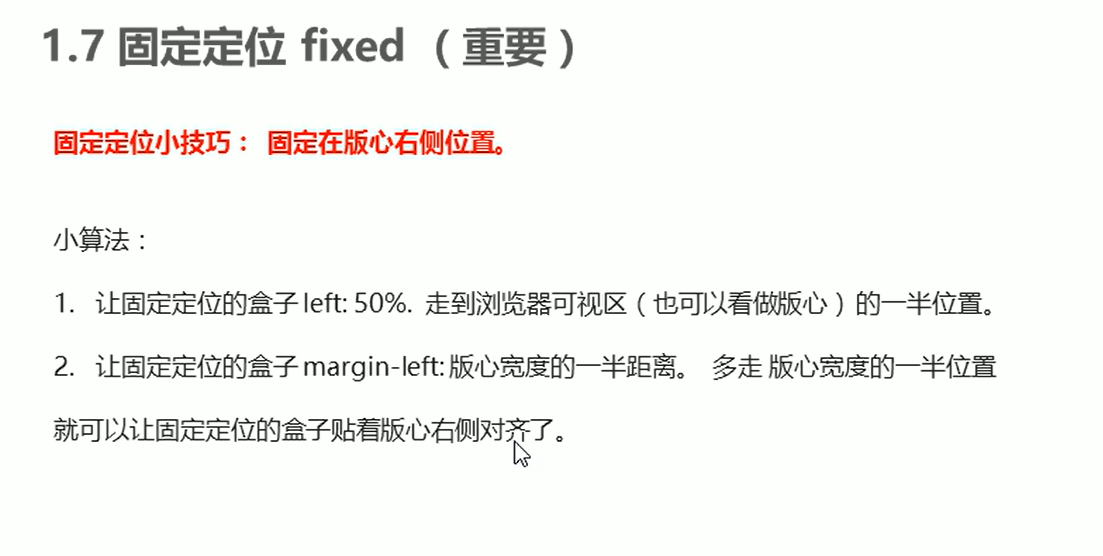 1.7 固定定位 fixed （重要）
固定定位小技巧： 固定在版心右侧位置。
小算法：
1. 让固定定位的盒子 left: 50%. 走到浏览器可视区（也可以看做版心）的一半位置。
2. 让固定定位的盒子 margin-left: 版心宽度的一半距离。 多走 版心宽度的一半位置
就可以让固定定位的盒子贴着版心右侧对齐了。